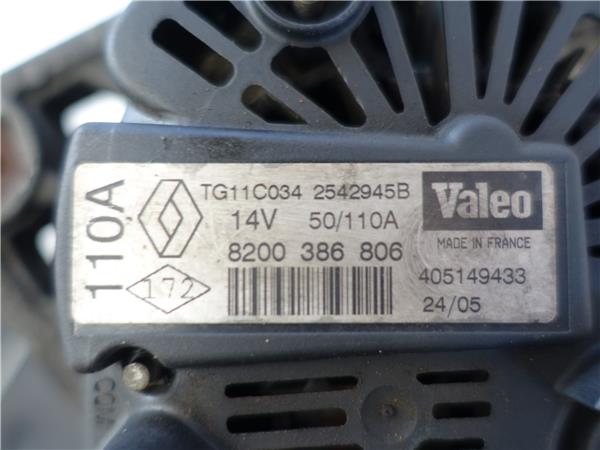 110A
TG11C034 2542945B
14V 50/110A
8200 386 806
172
Valeo
MADE IN FRANCE
405149433
24/05